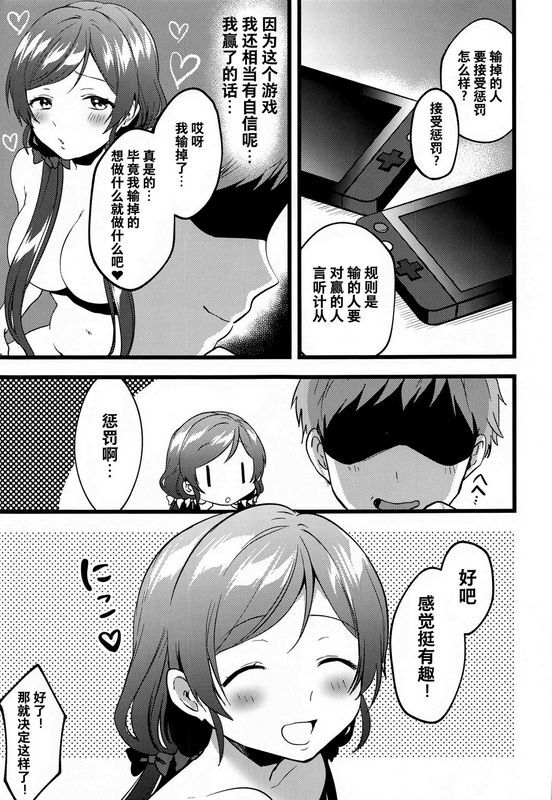 输掉的人
要接受惩罚
怎么样?
接受惩罚?
规则是
输的人要
对赢的人
言听计从
因为这个游戏
我还相当有自信呢…
我赢了的话…
哎呀
我输掉了…
真是的…
毕竟我输掉的
想做什么就做什么吧♥
へへ…
惩罚啊…
好吧
感觉挺有趣!
にこ♡
好了!
那就决定这样了!